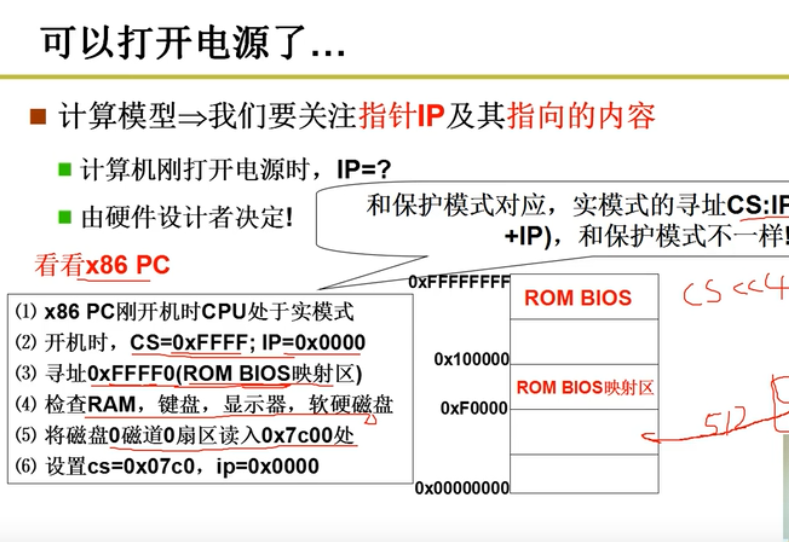 可以打开电源了…
■ 计算模型⇒我们要关注指针IP及其指向的内容
■ 计算机刚打开电源时，IP=?
■ 由硬件设计者决定!
和保护模式对应，实模式的寻址CS:IP
+IP)，和保护模式不一样!
看看x86 PC
⑴ x86 PC刚开机时CPU处于实模式
⑵ 开机时，CS=0xFFFF; IP=0x0000
⑶ 寻址0xFFFF0(ROM BIOS映射区)
⑷ 检查RAM，键盘，显示器，软硬磁盘
⑸ 将磁盘0磁道0扇区读入0x7c00处
⑹ 设置cs=0x07c0，ip=0x0000
0xFFFFFFFF
ROM BIOS
CS<<4
0x100000
ROM BIOS映射区
0xF0000
512
0x00000000